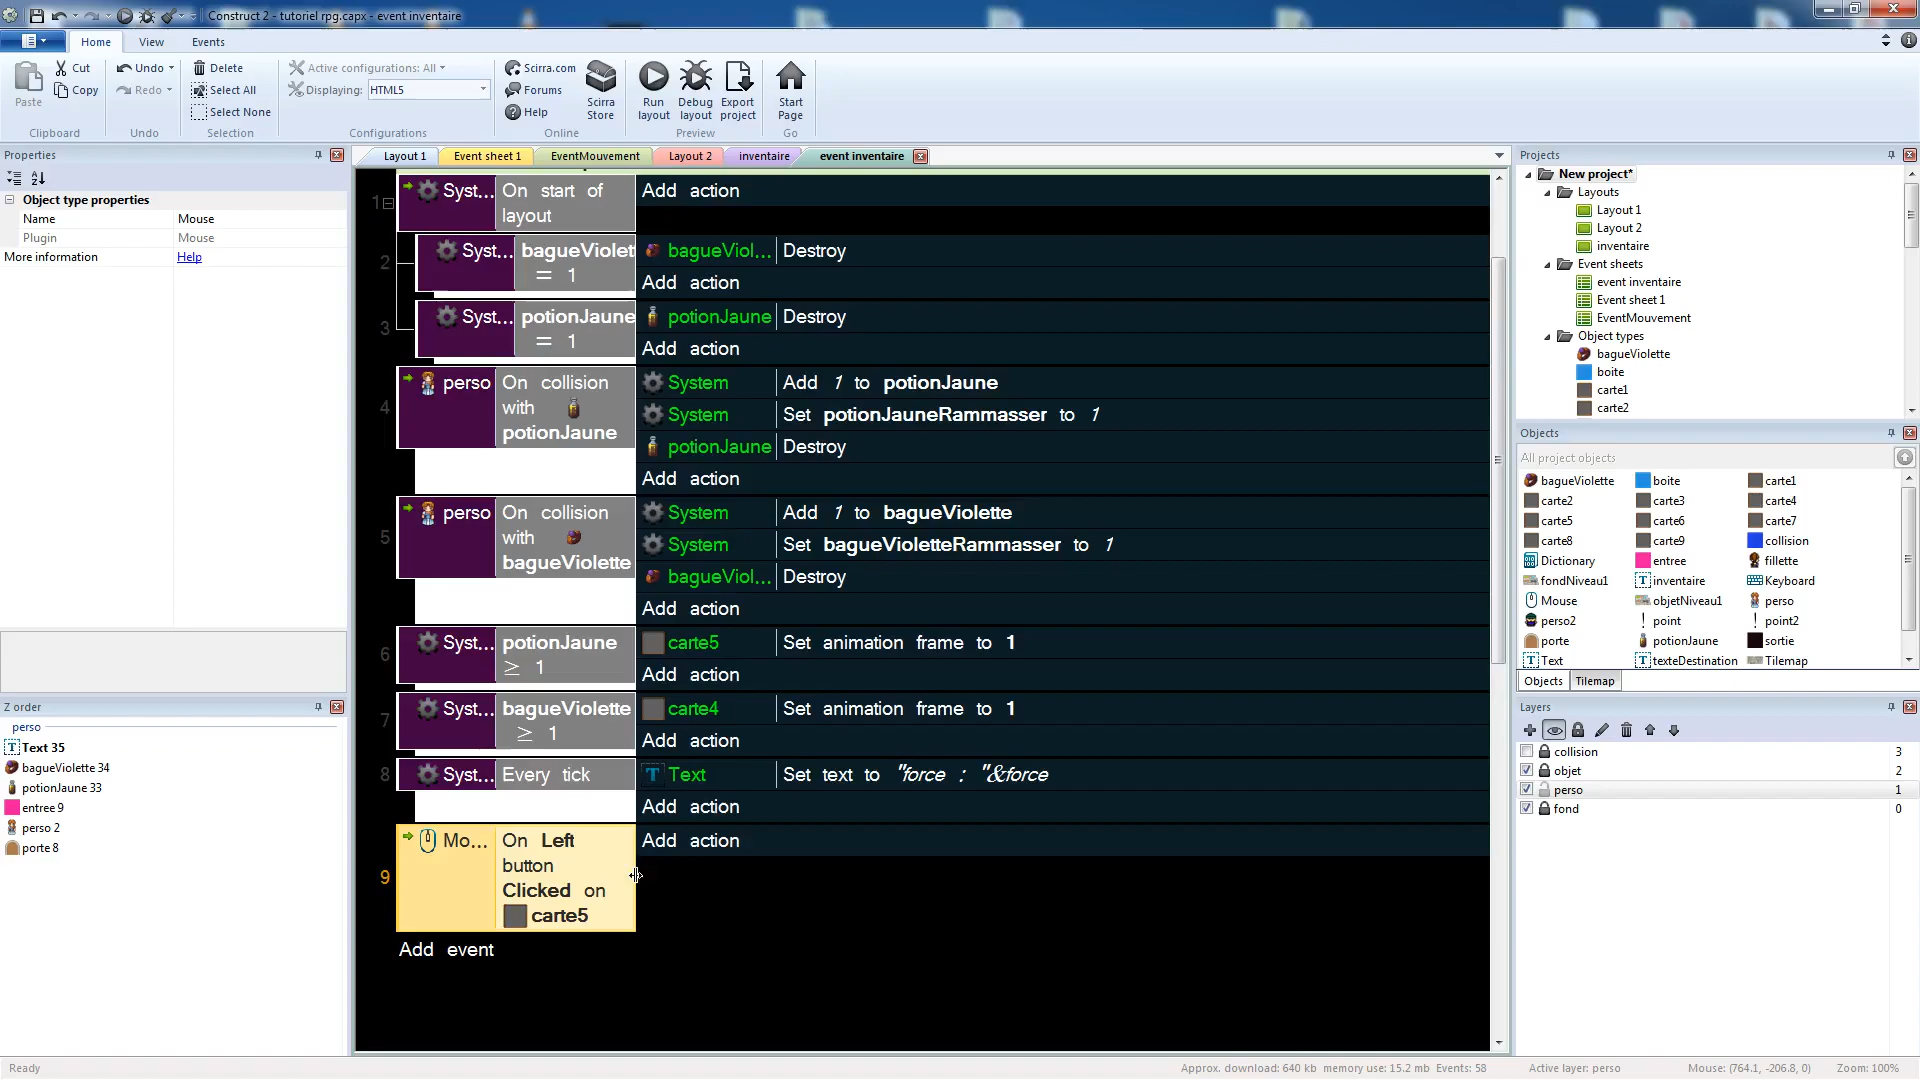 Construct 2 - tutoriel rpg.capx - event inventaire
Home View Events
Paste
Cut
Copy
Clipboard
Undo
Redo
Undo
Delete
Select All
Select None
Selection
Active configurations: All
Displaying: HTML5
Configurations
Scirra.com
Forums
Help
Scirra Store
Online
Run layout
Debug layout
Export project
Preview
Start Page
Go
Properties
Object type properties
Name Mouse
Plugin Mouse
More information Help
Z order
perso
Text 35
bagueViolette 34
potionJaune 33
entree 9
perso 2
porte 8
Layout 1 Event sheet 1 EventMouvement Layout 2 inventaire event inventaire
1 Syst... On start of layout Add action
2 Syst... bagueViolet = 1 bagueViol... Destroy
Add action
3 Syst... potionJaune = 1 potionJaune Destroy
Add action
4 perso On collision with potionJaune System Add 1 to potionJaune
System Set potionJauneRammasser to 1
potionJaune Destroy
Add action
5 perso On collision with bagueViolette System Add 1 to bagueViolette
System Set bagueVioletteRammasser to 1
bagueViol... Destroy
Add action
6 Syst... potionJaune ≥ 1 carte5 Set animation frame to 1
Add action
7 Syst... bagueViolette ≥ 1 carte4 Set animation frame to 1
Add action
8 Syst... Every tick T Text Set text to "force : "&force
Add action
9 Mo... On Left button Clicked on carte5 Add action
Add event
Projects
New project*
Layouts
Layout 1
Layout 2
inventaire
Event sheets
event inventaire
Event sheet 1
EventMouvement
Object types
bagueViolette
boite
carte1
carte2
Objects
All project objects
bagueViolette boite carte1
carte2 carte3 carte4
carte5 carte6 carte7
carte8 carte9 collision
Dictionary entree fillette
fondNiveau1 inventaire Keyboard
Mouse objetNiveau1 perso
perso2 point point2
porte potionJaune sortie
Text texteDestination Tilemap
Objects Tilemap
Layers
collision 3
objet 2
perso 1
fond 0
Ready
Approx. download: 640 kb memory use: 15.2 mb Events: 58
Active layer: perso
Mouse: (764.1, -206.8, 0)
Zoom: 100%